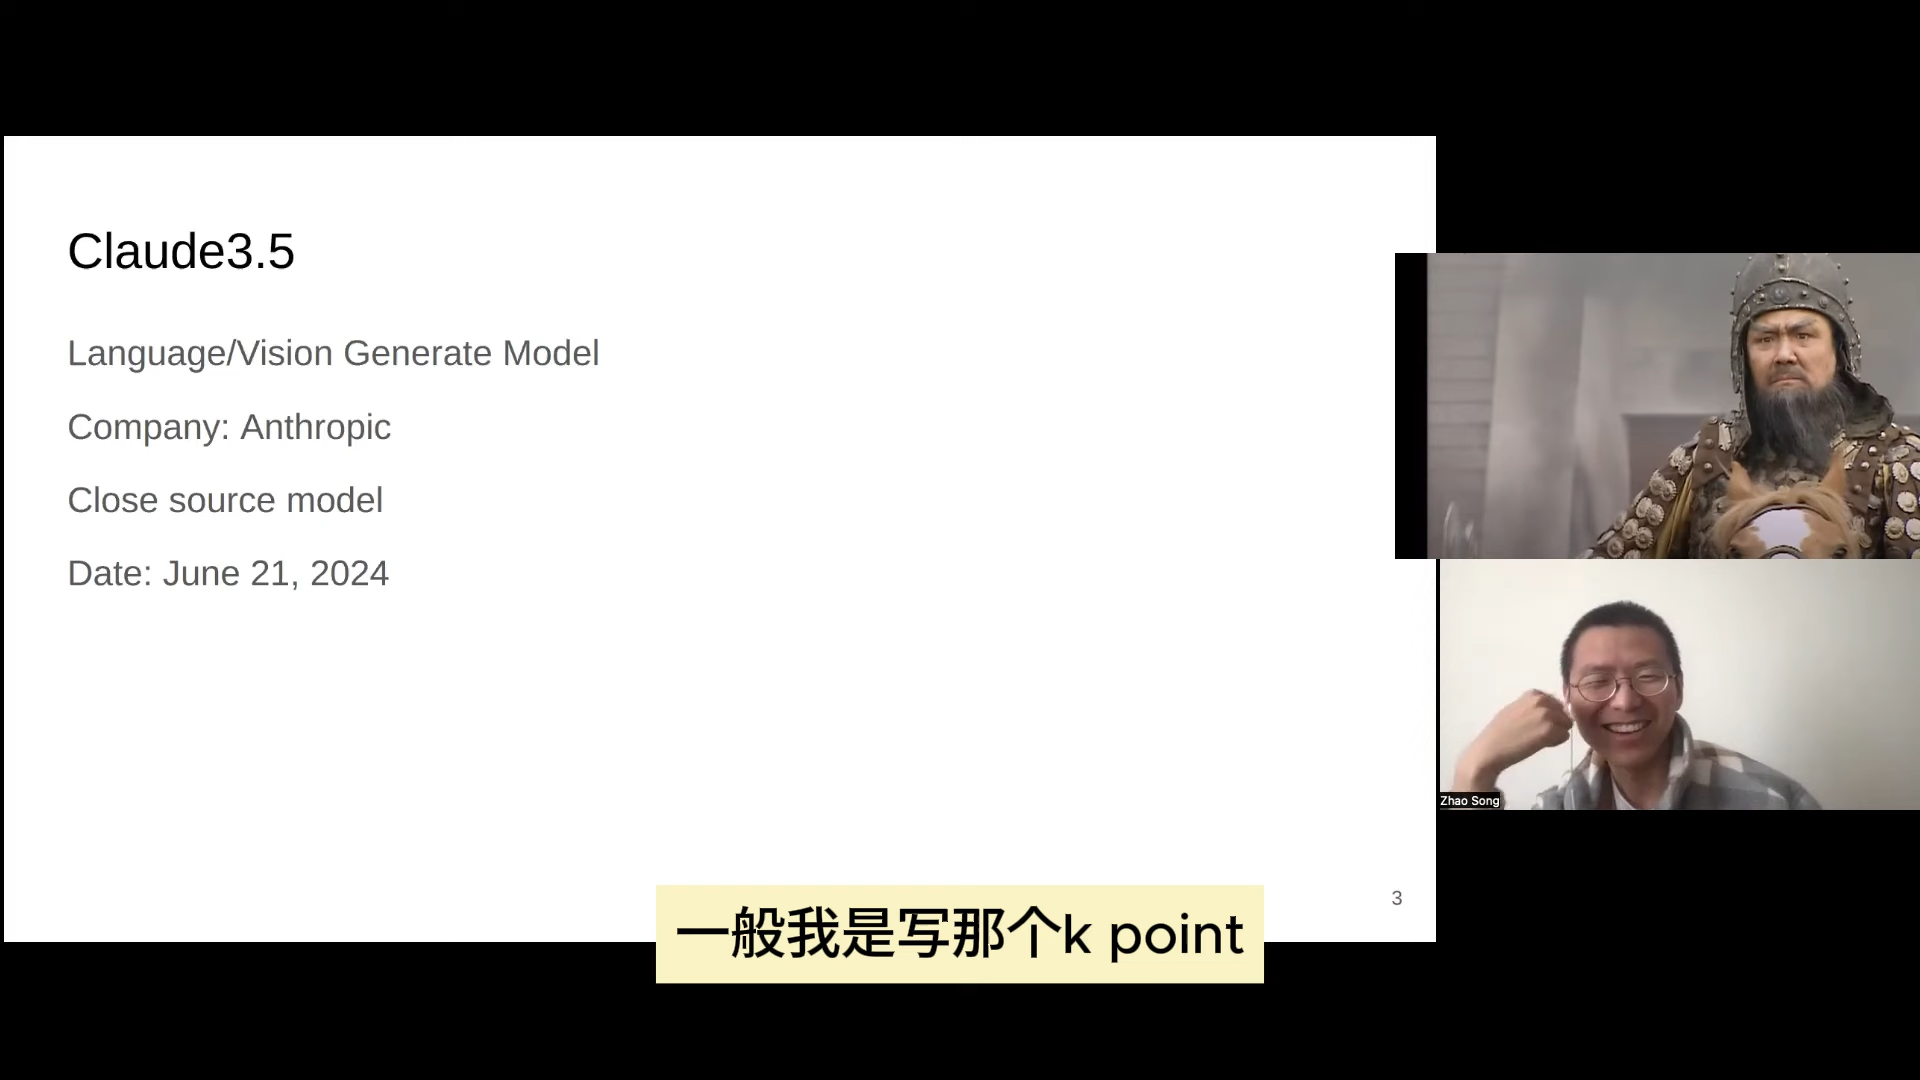 Claude3.5
Language/Vision Generate Model
Company: Anthropic
Close source model
Date: June 21, 2024
Zhao Song
3
一般我是写那个k point